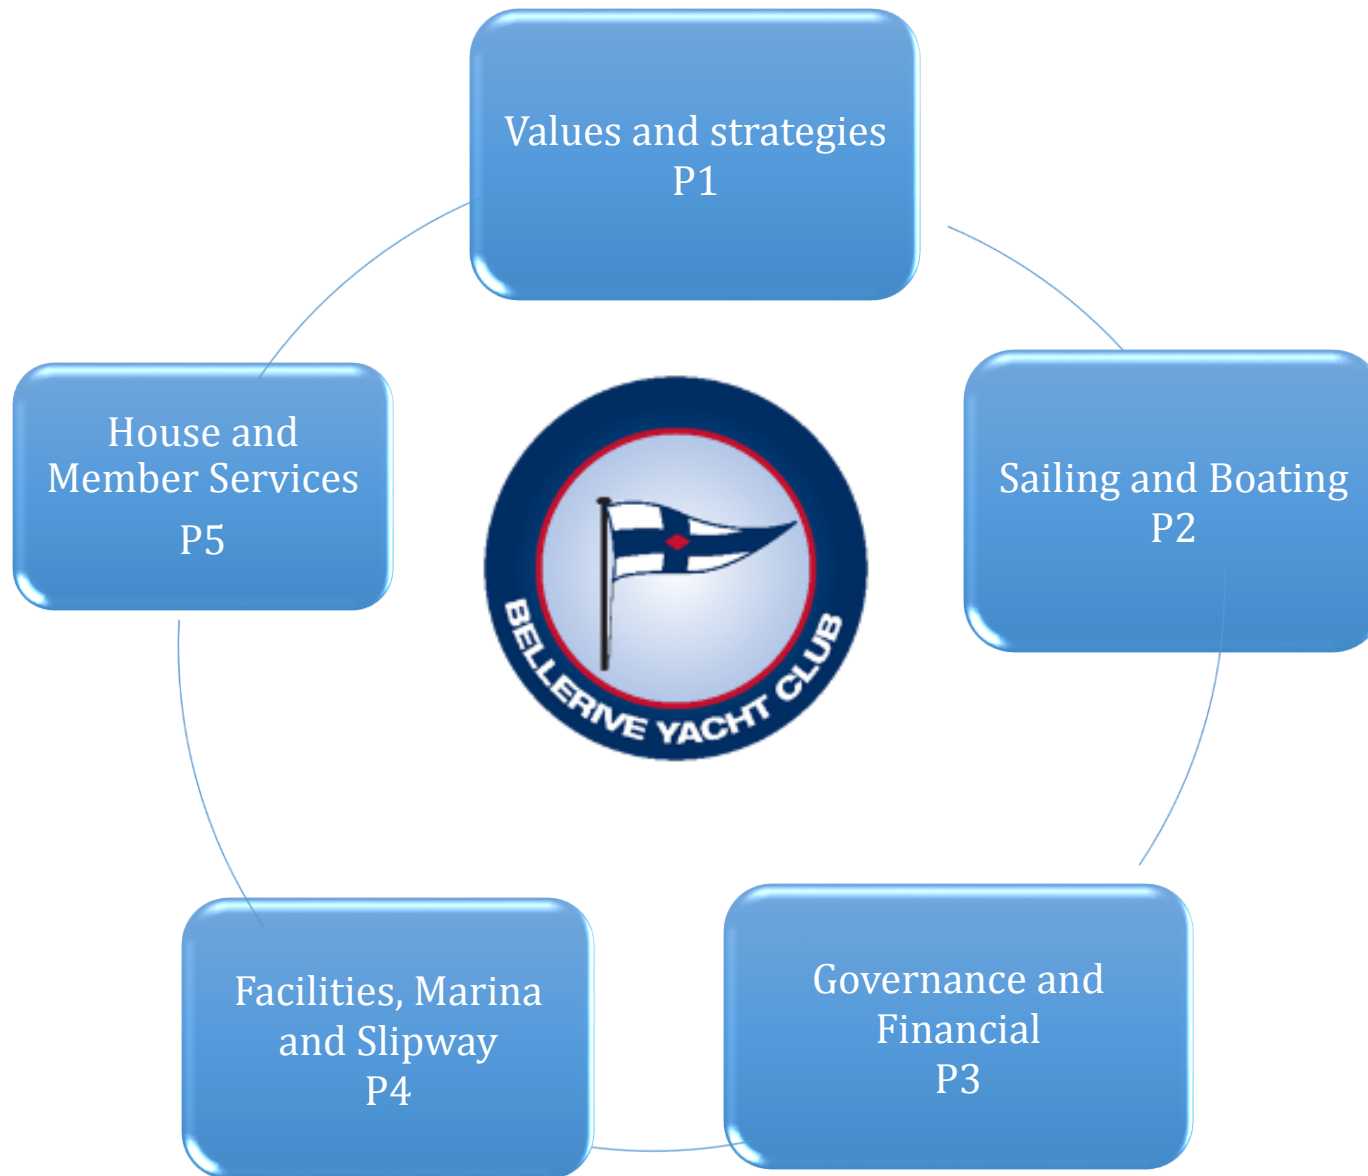 Values and strategies
P1
Sailing and Boating
P2
Governance and
Financial
P3
Facilities, Marina
and Slipway
P4
House and
Member Services
P5
BELLERIVE YACHT CLUB